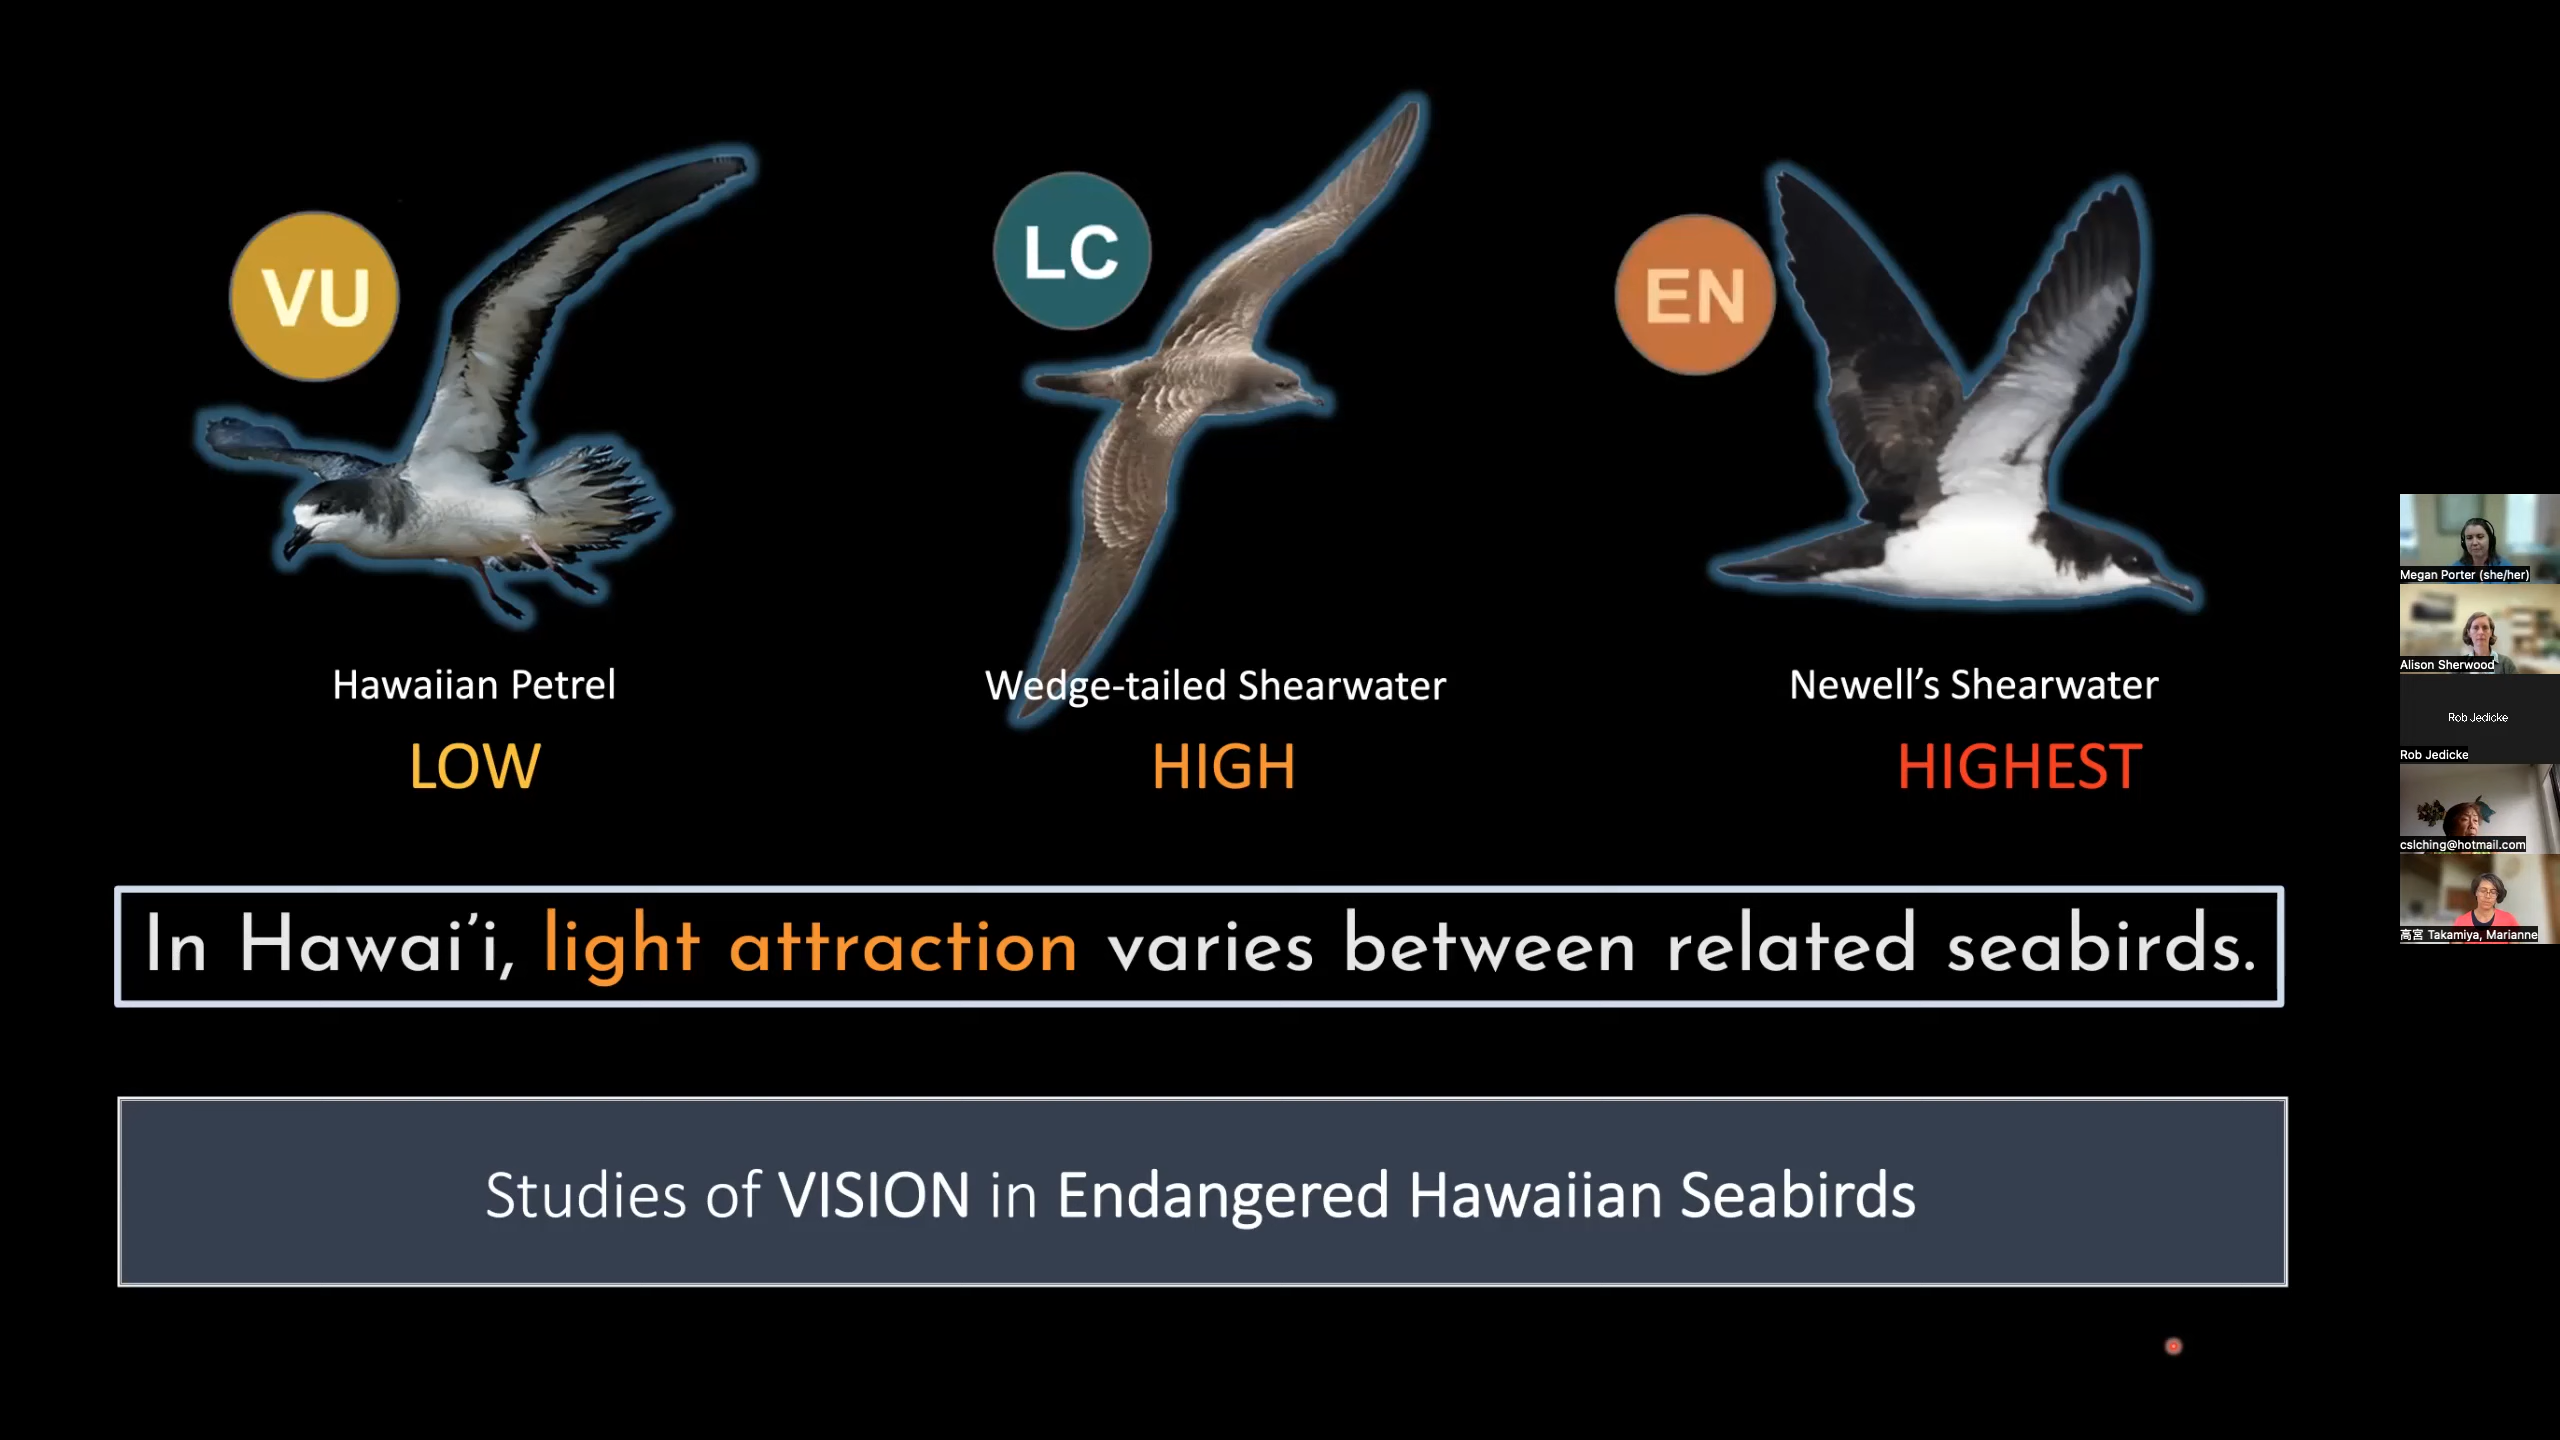 VU
LC
EN
Hawaiian Petrel
Wedge-tailed Shearwater
Newell’s Shearwater
LOW
HIGH
HIGHEST
In Hawai’i, light attraction varies between related seabirds.
Studies of VISION in Endangered Hawaiian Seabirds
Megan Porter (she/her)
Alison Sherwood
Rob Jedicke
Rob Jedicke
cslching@hotmail.com
高宮 Takamiya, Marianne